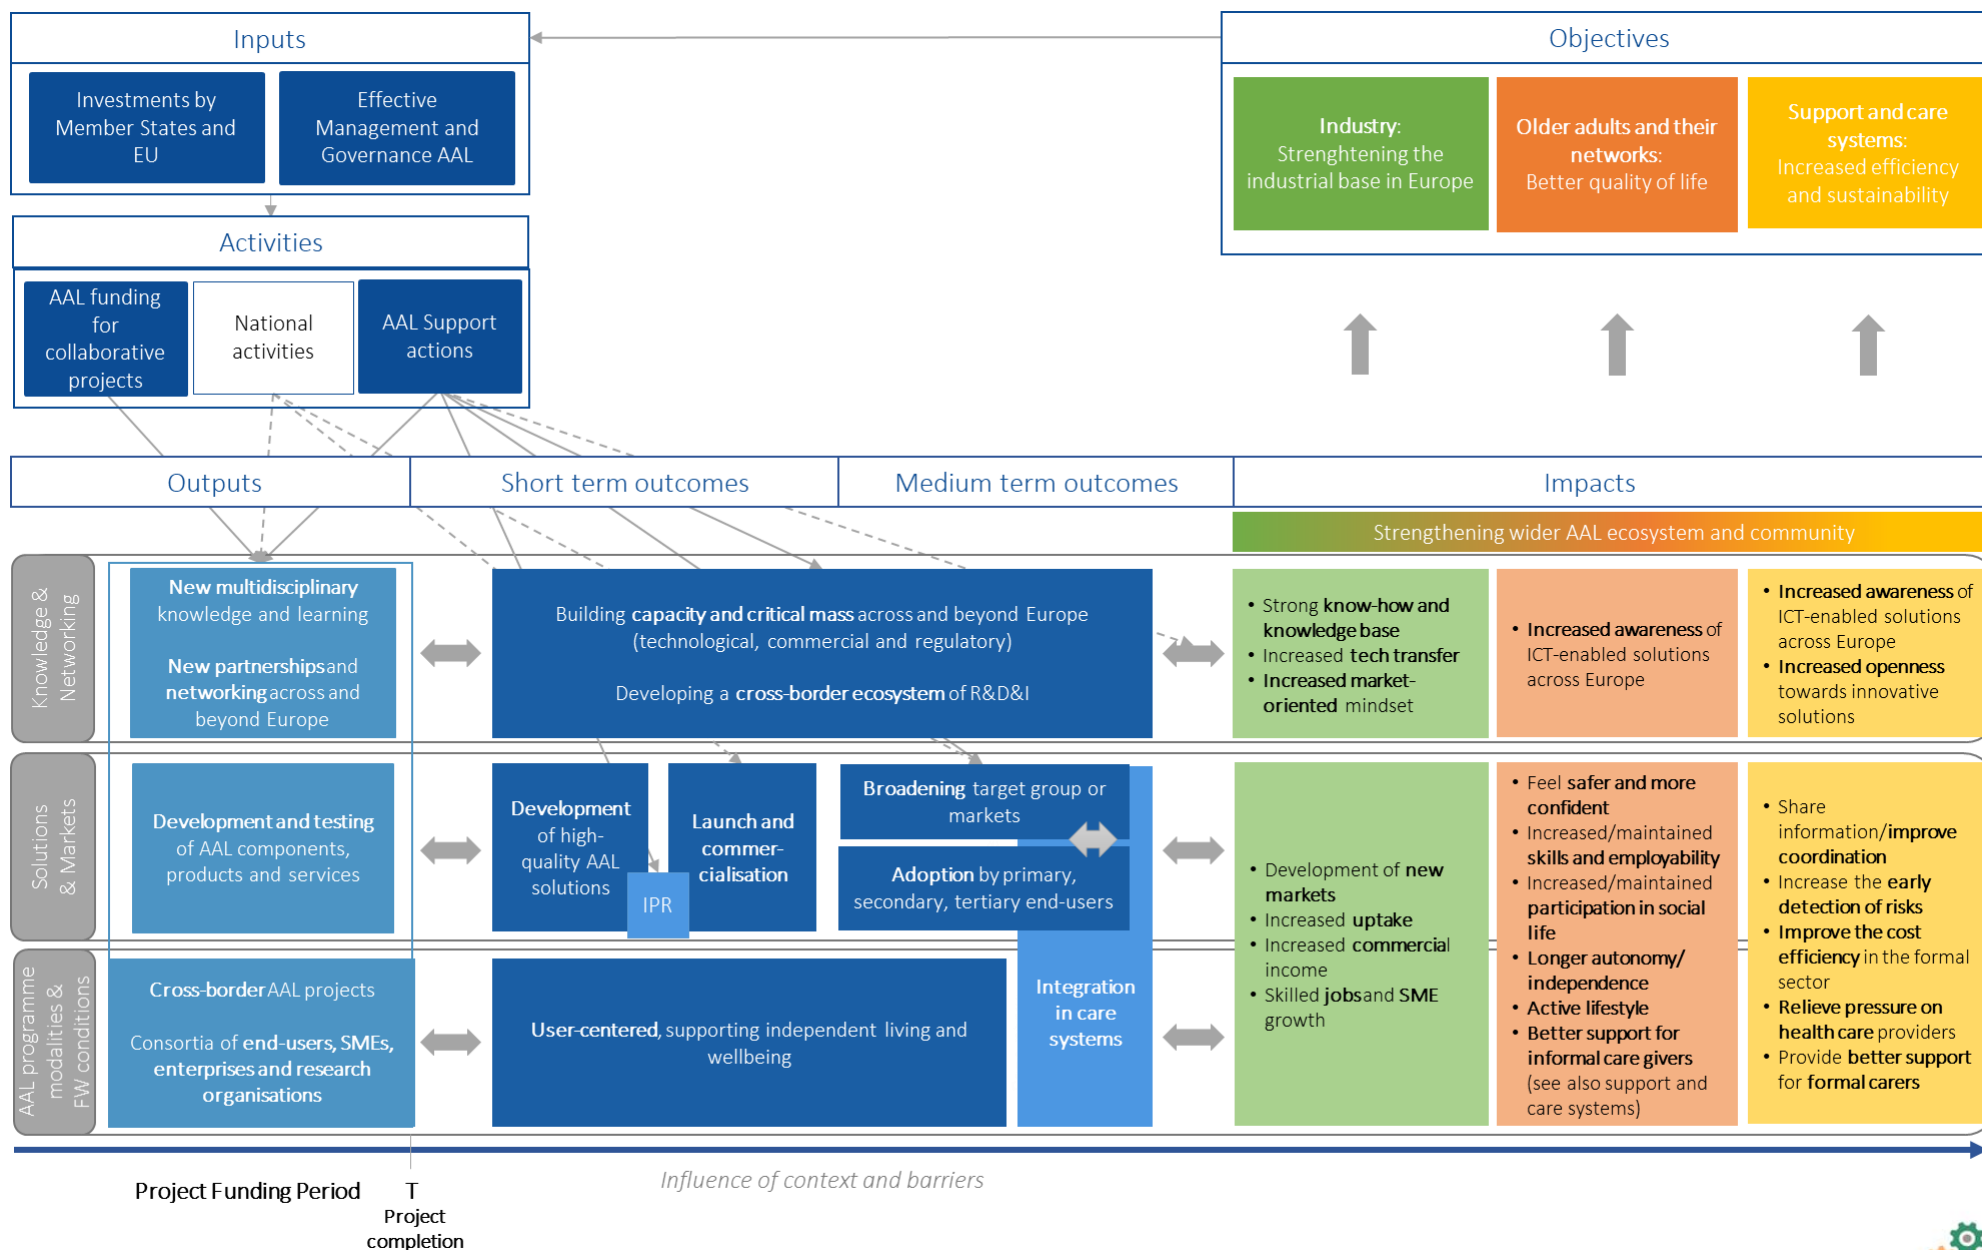 Inputs
Investments by
Member States and
EU
Effective
Management and
Governance AAL
Objectives
Industry:
Strenghtening the
industrial base in Europe
Older adults and their
networks:
Better quality of life
Support and care
systems:
Increased efficiency
and sustainability
Activities
AAL funding
for
collaborative
projects
National
activities
AAL Support
actions
Outputs
Short term outcomes
Medium term outcomes
Impacts
Strengthening wider AAL ecosystem and community
Knowledge &
Networking
New multidisciplinary
knowledge and learning
New partnerships and
networking across and
beyond Europe
Building capacity and critical mass across and beyond Europe
(technological, commercial and regulatory)
Developing a cross-border ecosystem of R&D&I
• Strong know-how and
knowledge base
• Increased tech transfer
• Increased market-
oriented mindset
• Increased awareness of
ICT-enabled solutions
across Europe
• Increased awareness of
ICT-enabled solutions
across Europe
• Increased openness
towards innovative
solutions
Solutions
& Markets
Development and testing
of AAL components,
products and services
Development
of high-
quality AAL
solutions
IPR
Launch and
commer-
cialisation
Broadening target group or
markets
Adoption by primary,
secondary, tertiary end-users
Integration
in care
systems
• Development of new
markets
• Increased uptake
• Increased commercial
income
• Skilled jobs and SME
growth
• Feel safer and more
confident
• Increased/maintained
skills and employability
• Increased/maintained
participation in social
life
• Longer autonomy/
independence
• Active lifestyle
• Better support for
informal care givers
(see also support and
care systems)
• Share
information/improve
coordination
• Increase the early
detection of risks
• Improve the cost
efficiency in the formal
sector
• Relieve pressure on
health care providers
• Provide better support
for formal carers
AAL programme
modalities &
FW conditions
Cross-border AAL projects
Consortia of end-users, SMEs,
enterprises and research
organisations
User-centered, supporting independent living and
wellbeing
Influence of context and barriers
Project Funding Period
T
Project
completion